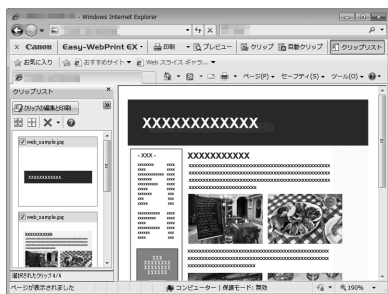 - Windows Internet Explorer
× Canon Easy-WebPrint EX 印刷 プレビュー クリップ 自動クリップ クリップリスト
お気に入り おすすめサイト Web スライス ギャラ...
ページ(P) セーフティ(S) ツール(O)
クリップリスト ×
クリップの編集と印刷
web_sample.jpg
XXXXXXXXXXXX
web_sample.jpg
選択されたクリップ 4/4
XXXXXXXXXXXX
- XXX -
XXXXXXXXXXX
ページが表示されました コンピューター | 保護モード: 無効 190%